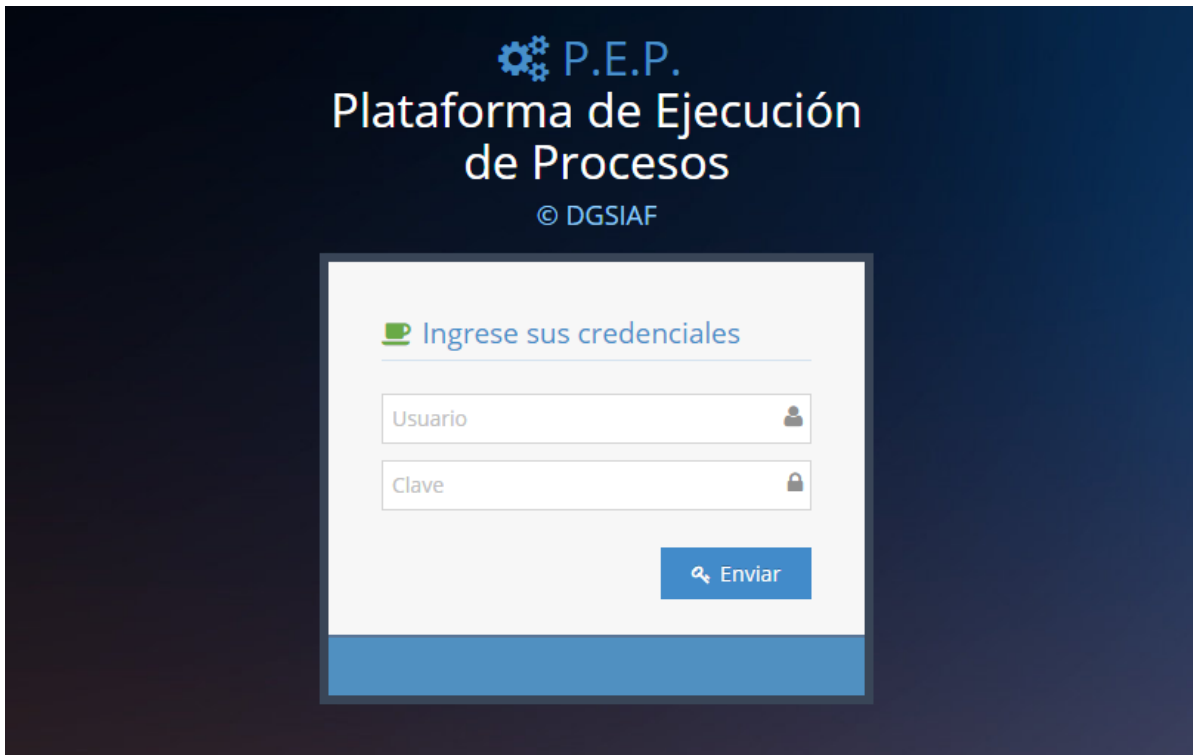 P.E.P.
Plataforma de Ejecución
de Procesos
© DGSIAF
Ingrese sus credenciales
Usuario
Clave
Enviar